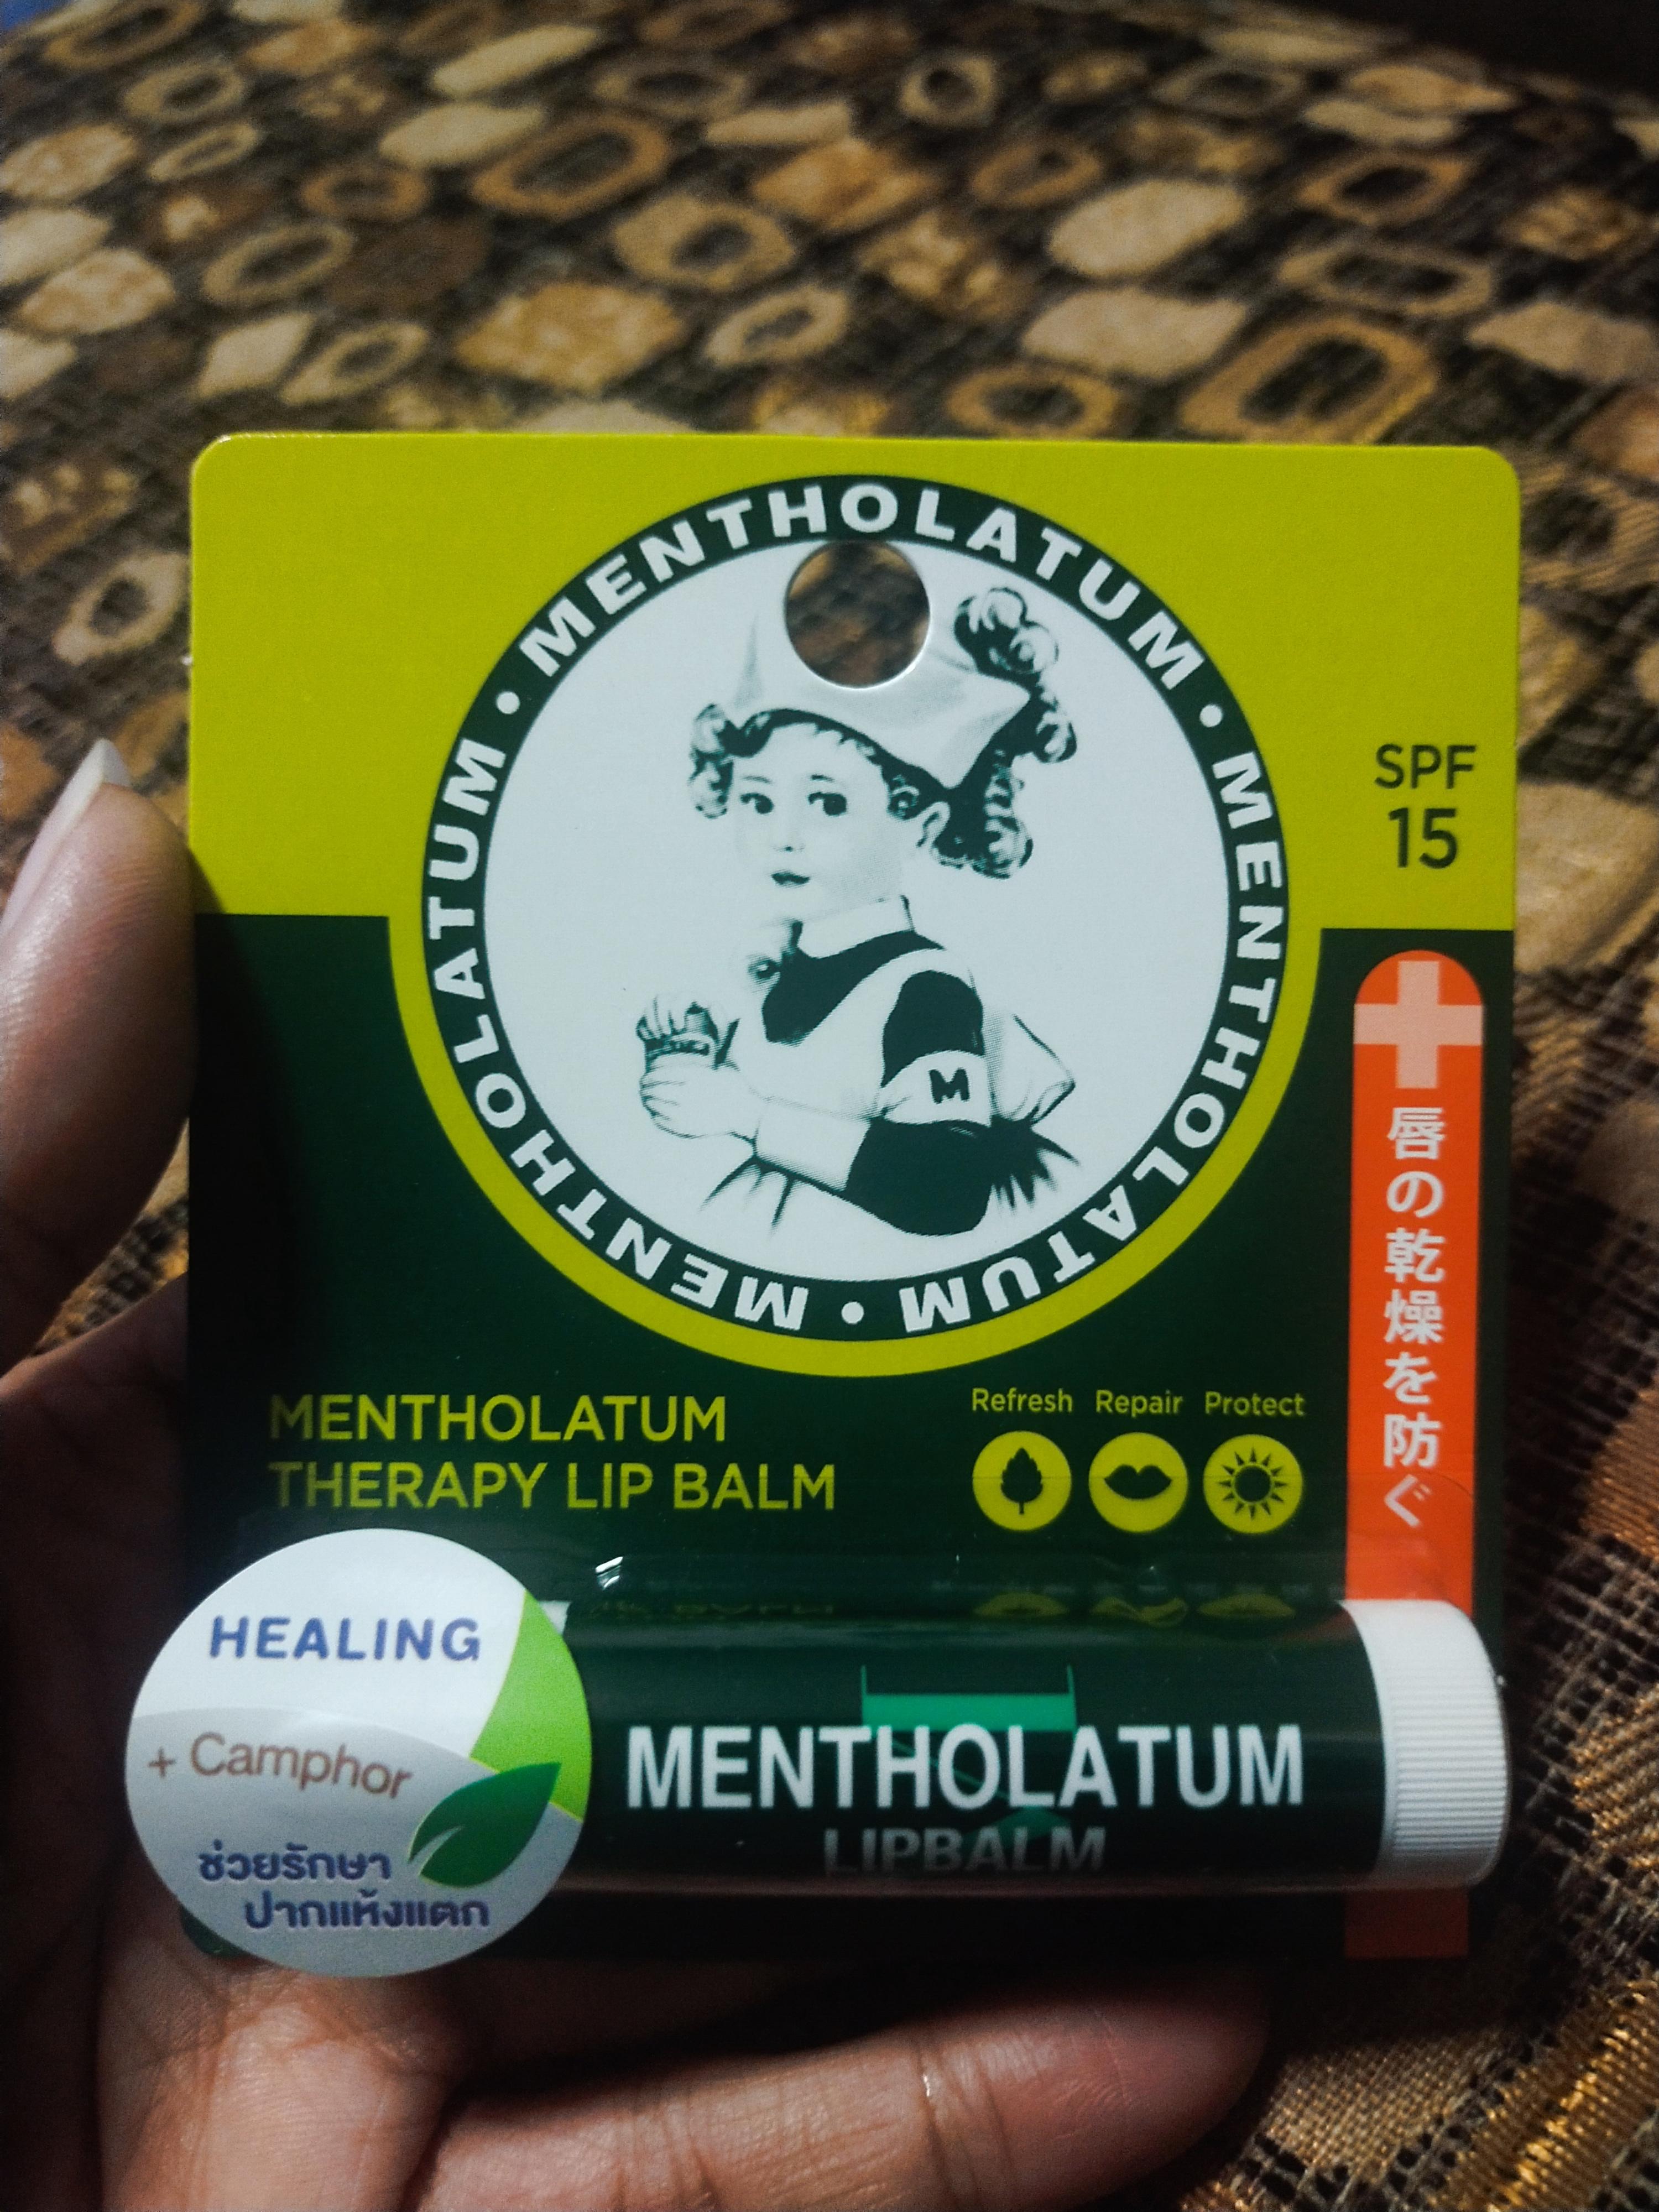 MENTHOLATUM • MENTHOLATUM • MENTHOLATUM • MENTHOLATUM •
M
SPF
15
唇の乾燥を防ぐ
MENTHOLATUM
THERAPY LIP BALM
Refresh Repair Protect
HEALING
+ Camphor
ช่วยรักษา
ปากแห้งแตก
MENTHOLATUM
LIPBALM